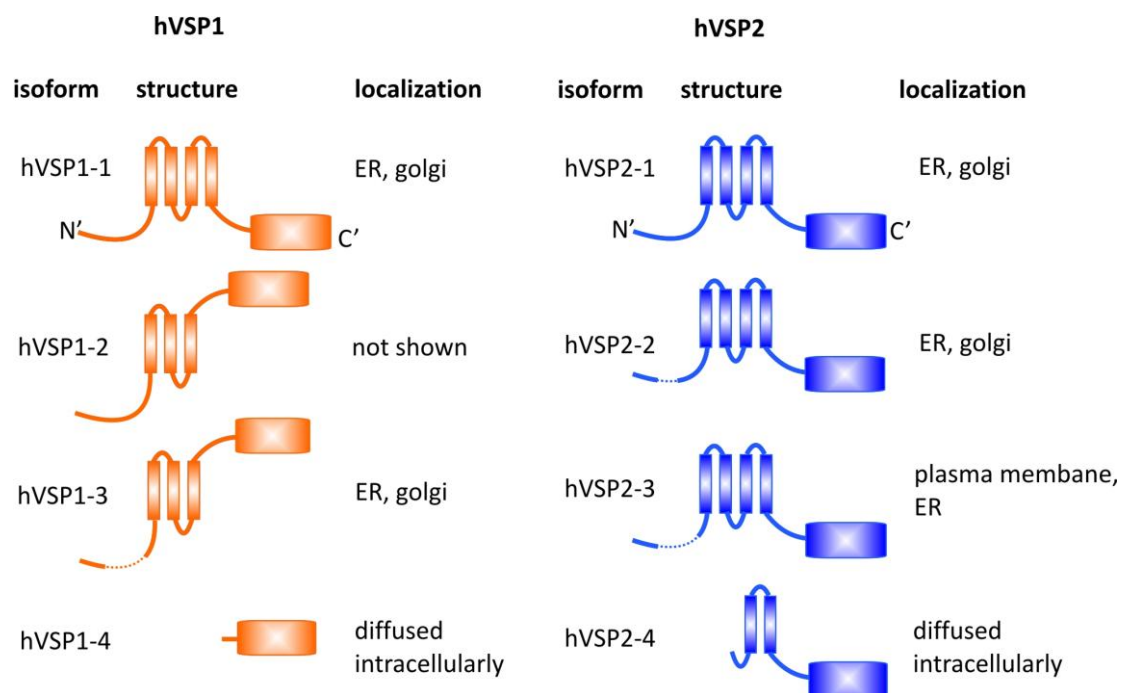 hVSP1
hVSP2
isoform structure localization
isoform structure localization
hVSP1-1
ER, golgi
N'
C'
hVSP1-2
not shown
hVSP1-3
ER, golgi
hVSP1-4
diffused
intracellularly
hVSP2-1
ER, golgi
N'
C'
hVSP2-2
ER, golgi
hVSP2-3
plasma membane,
ER
hVSP2-4
diffused
intracellularly